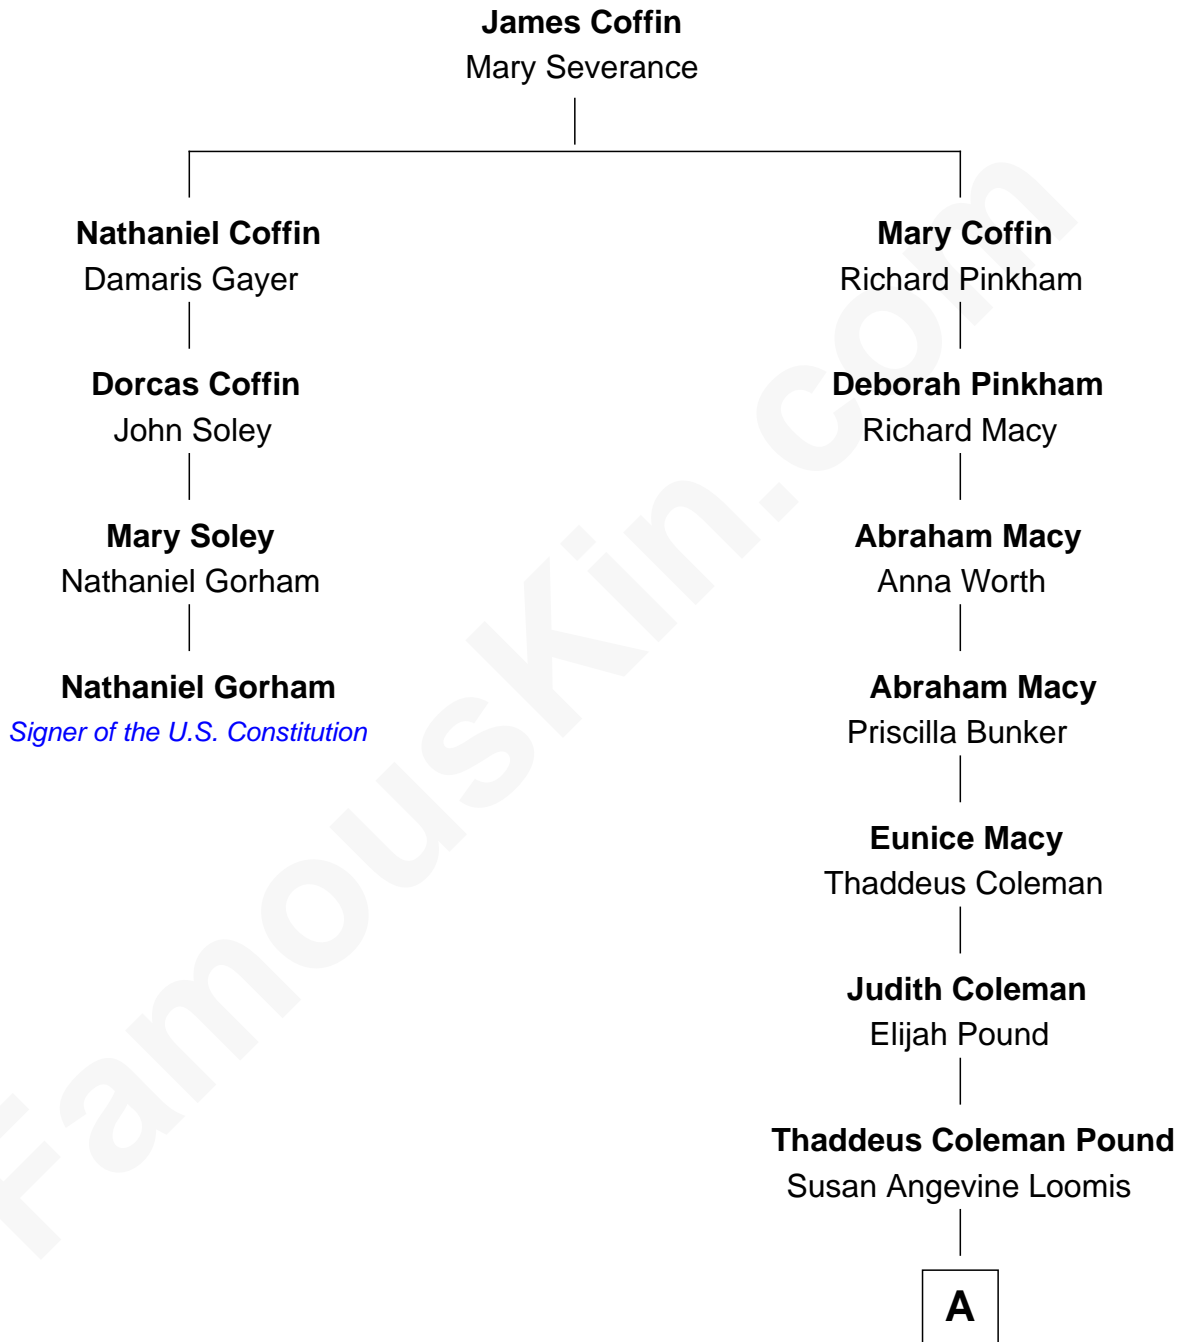 James Coffin
Mary Severance
Nathaniel Coffin
Damaris Gayer
Dorcas Coffin
John Soley
Mary Soley
Nathaniel Gorham
Nathaniel Gorham
Signer of the U.S. Constitution
Mary Coffin
Richard Pinkham
Deborah Pinkham
Richard Macy
Abraham Macy
Anna Worth
Abraham Macy
Priscilla Bunker
Eunice Macy
Thaddeus Coleman
Judith Coleman
Elijah Pound
Thaddeus Coleman Pound
Susan Angevine Loomis
A
FamousKin.com